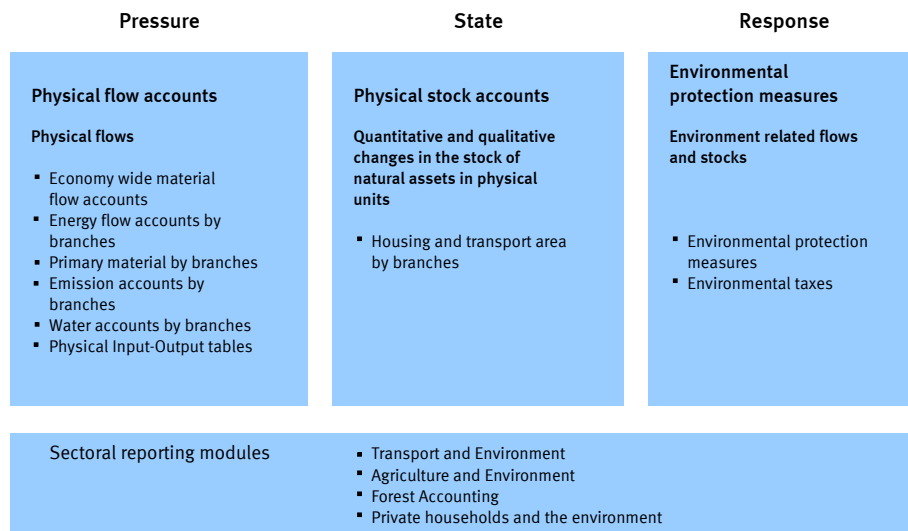 Pressure
State
Response
Physical flow accounts
Physical flows
▪ Economy wide material
flow accounts
▪ Energy flow accounts by
branches
▪ Primary material by branches
▪ Emission accounts by
branches
▪ Water accounts by branches
▪ Physical Input-Output tables
Physical stock accounts
Quantitative and qualitative
changes in the stock of
natural assets in physical
units
▪ Housing and transport area
by branches
Environmental
protection measures
Environment related flows
and stocks
▪ Environmental protection
measures
▪ Environmental taxes
Sectoral reporting modules
▪ Transport and Environment
▪ Agriculture and Environment
▪ Forest Accounting
▪ Private households and the environment